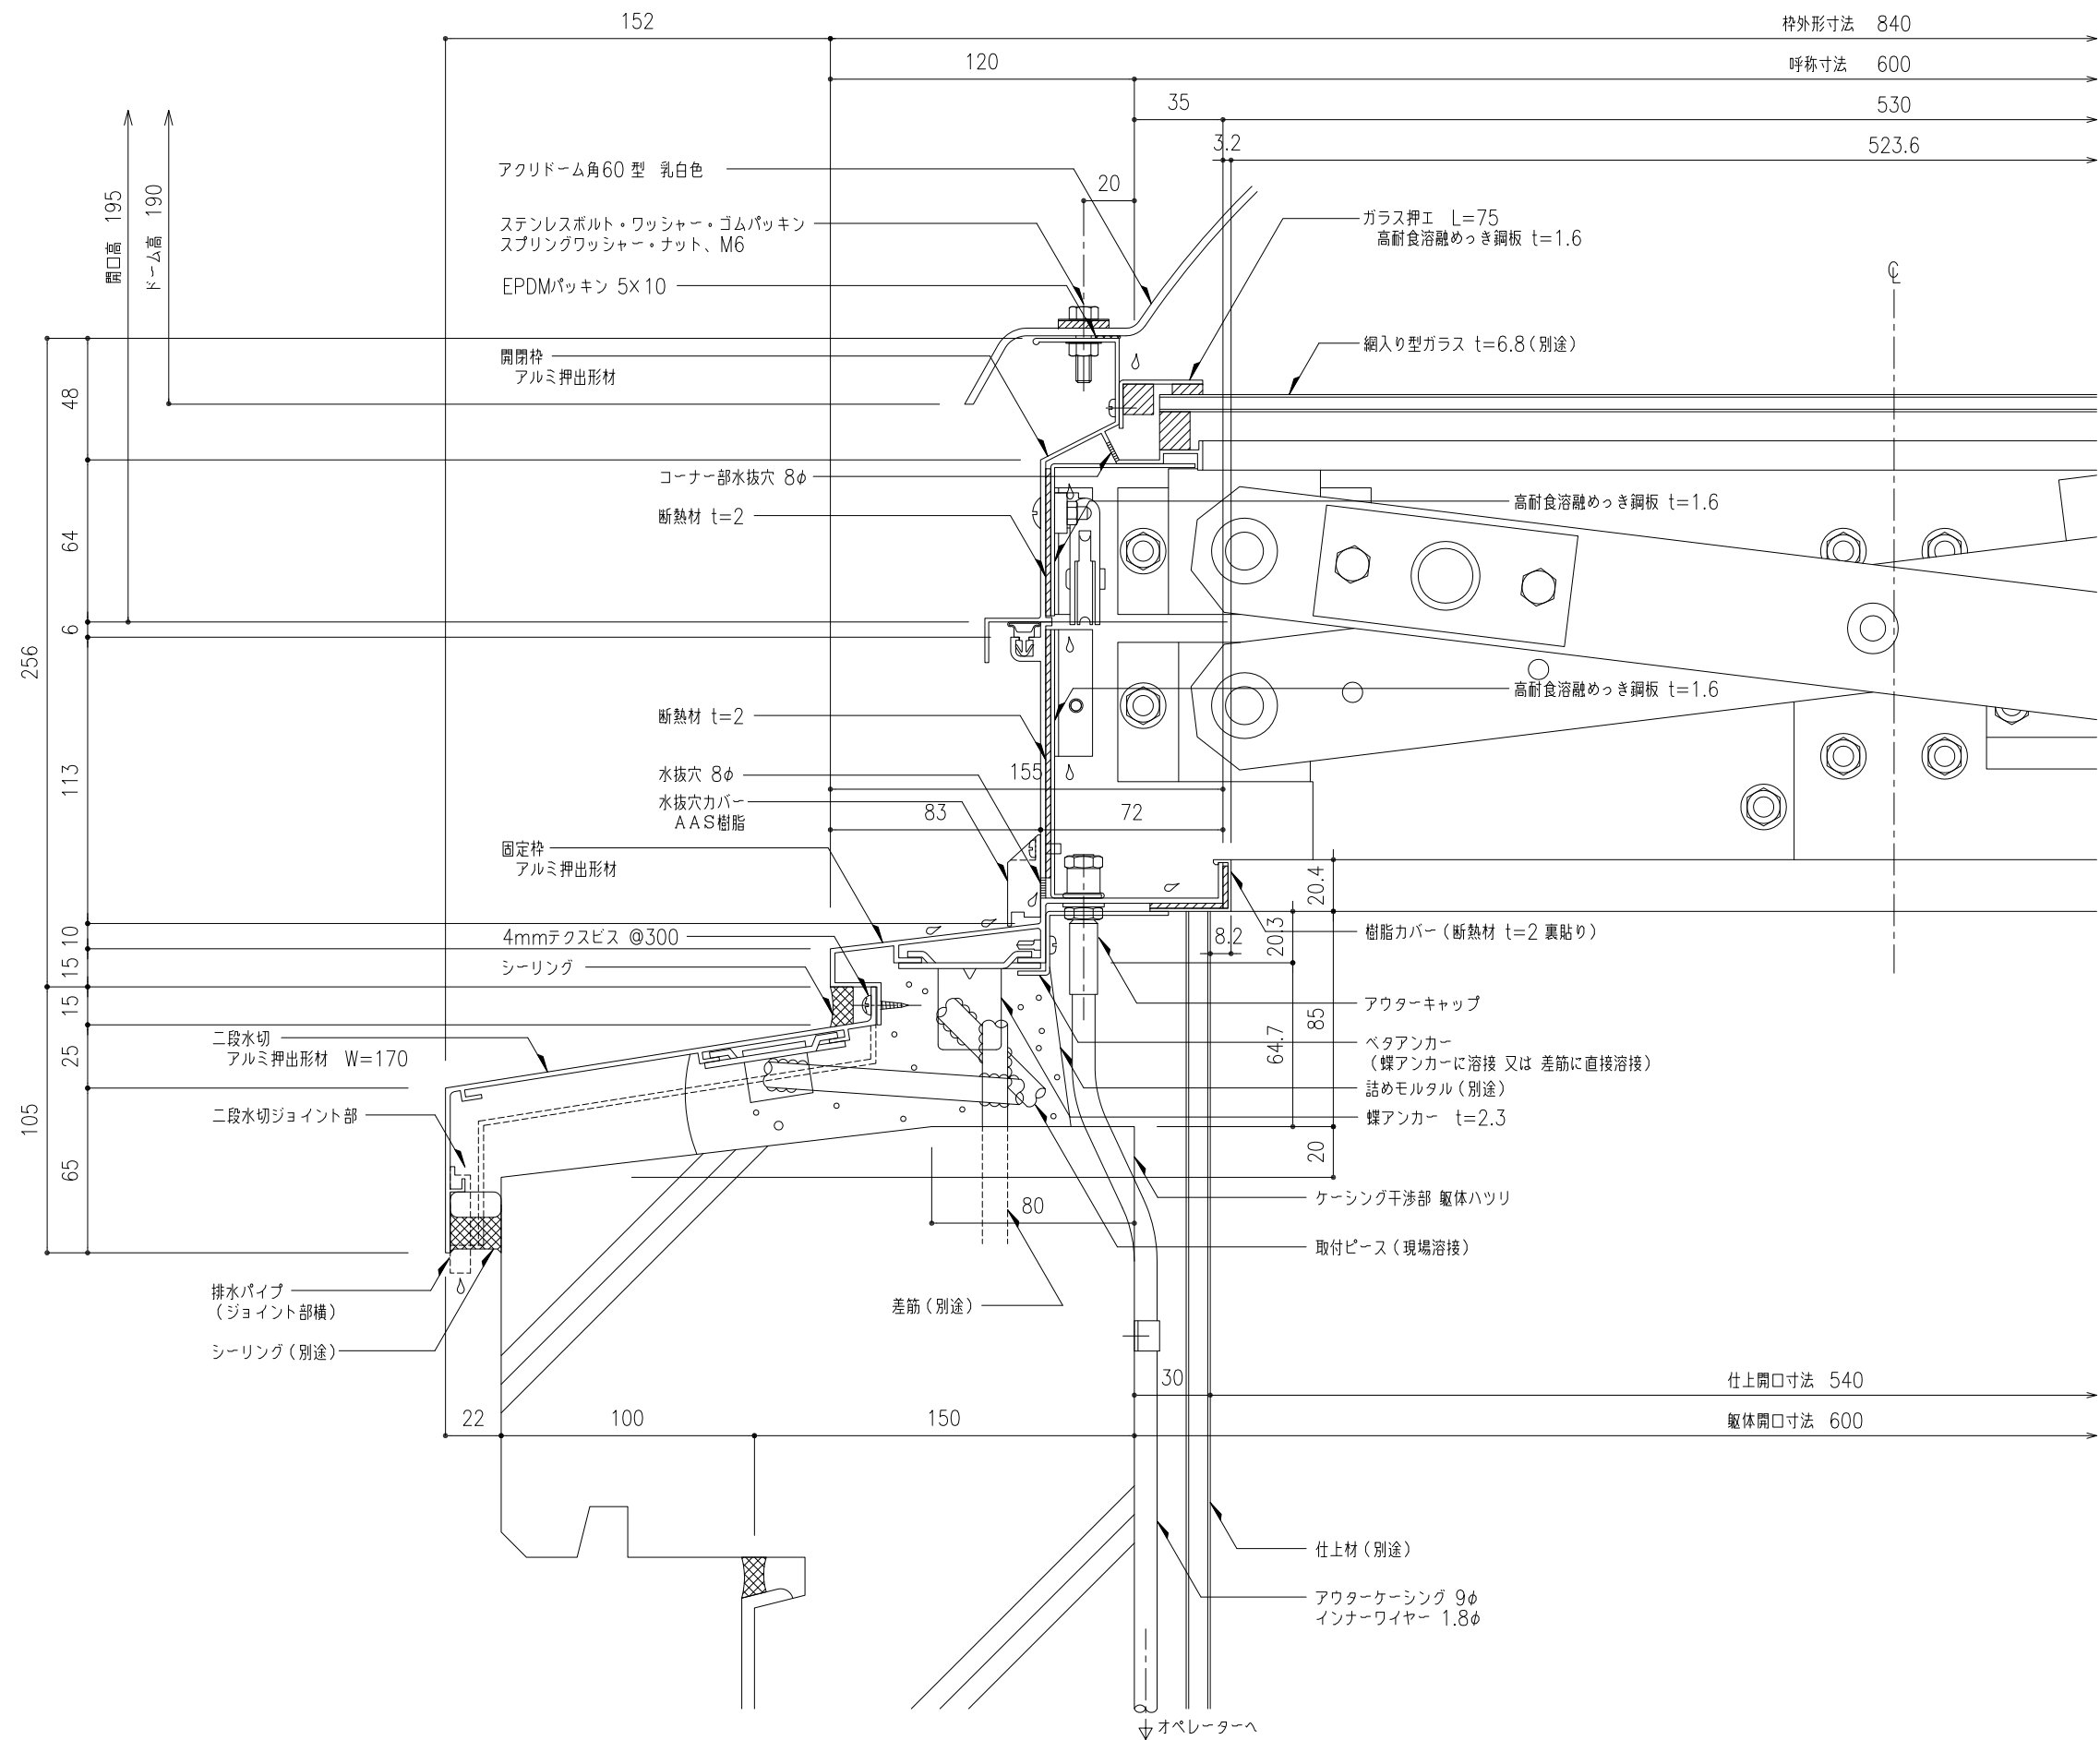 152
枠外形寸法 840
120
呼称寸法 600
35
530
3.2
523.6
アクリドーム角60 型 乳白色
20
開口高 195
ドーム高 190
ステンレスボルト・ワッシャー・ゴムパッキン
スプリングワッシャー・ナット、M6
ガラス押エ L=75
高耐食溶融めっき鋼板 t=1.6
EPDMパッキン 5×10
℄
網入り型ガラス t=6.8(別途)
開閉枠
アルミ押出形材
48
コーナー部水抜穴 8φ
高耐食溶融めっき鋼板 t=1.6
断熱材 t=2
64
6
256
高耐食溶融めっき鋼板 t=1.6
断熱材 t=2
水抜穴 8φ
155
113
水抜穴カバー
AAS樹脂
83
72
固定枠
アルミ押出形材
20.4
10
4mmテクスビス @300
8.2
20.3
樹脂カバー(断熱材 t=2 裏貼り)
15
シーリング
15
アウターキャップ
85
二段水切
アルミ押出形材 W=170
25
64.7
ベタアンカー
(蝶アンカーに溶接 又は 差筋に直接溶接)
詰めモルタル(別途)
105
二段水切ジョイント部
蝶アンカー t=2.3
65
20
80
ケーシング干渉部 躯体ハツリ
取付ピース(現場溶接)
排水パイプ
(ジョイント部横)
差筋(別途)
シーリング(別途)
30
仕上開口寸法 540
22
100
150
躯体開口寸法 600
仕上材(別途)
アウターケーシング 9φ
インナーワイヤー 1.8φ
オペレーターへ